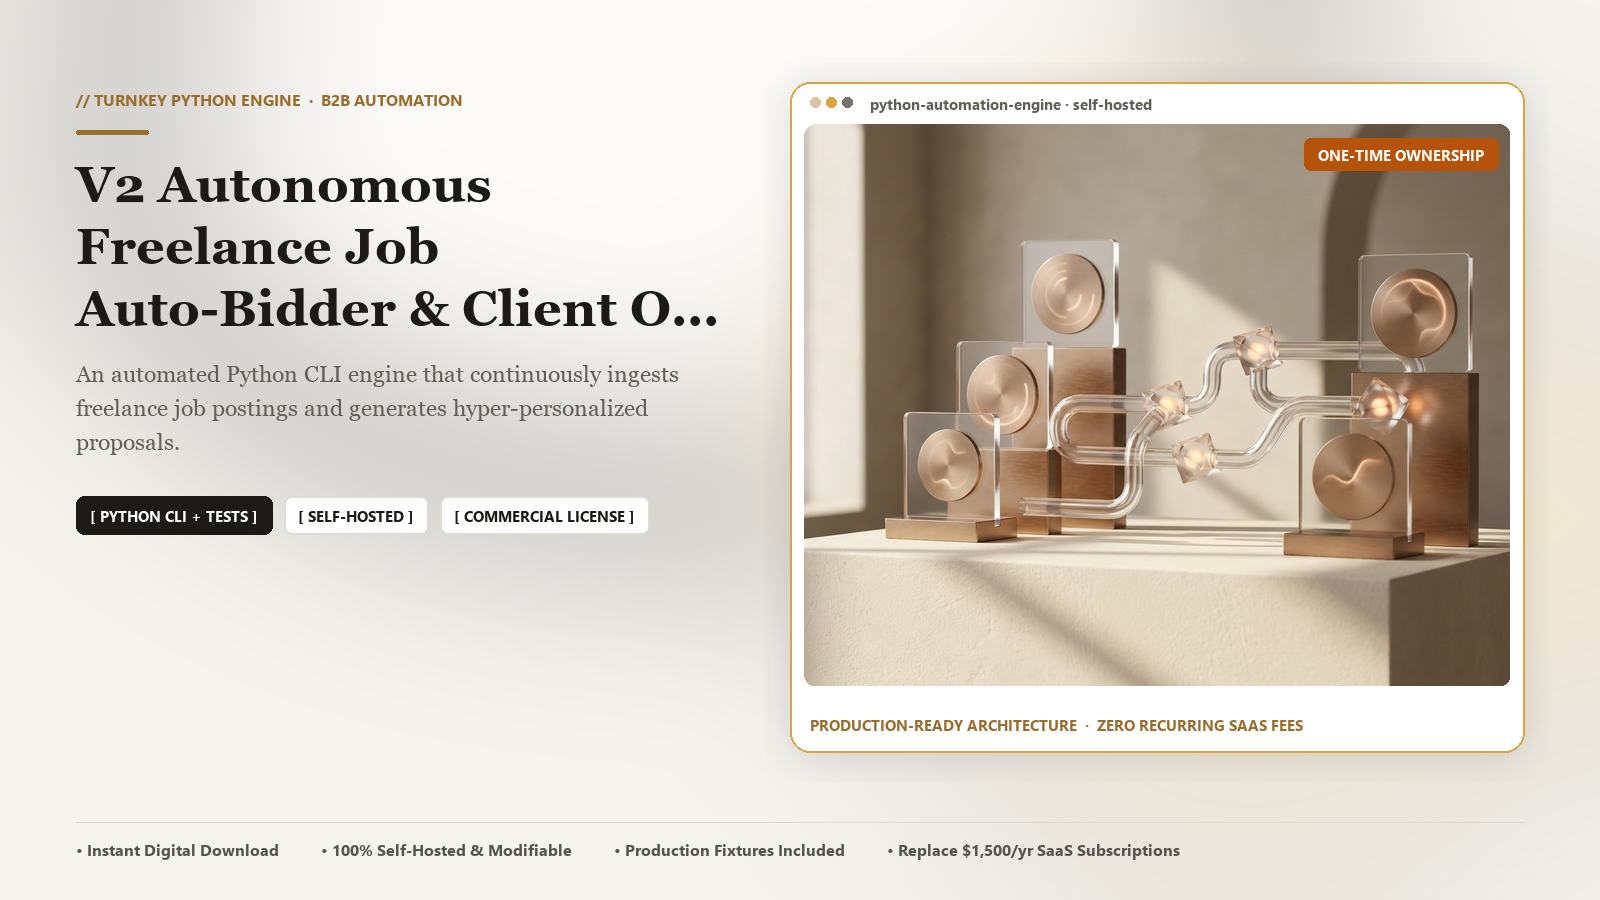 // TURNKEY PYTHON ENGINE · B2B AUTOMATION
V2 Autonomous
Freelance Job
Auto-Bidder & Client O...
An automated Python CLI engine that continuously ingests
freelance job postings and generates hyper-personalized
proposals.
[ PYTHON CLI + TESTS ]
[ SELF-HOSTED ]
[ COMMERCIAL LICENSE ]
python-automation-engine · self-hosted
ONE-TIME OWNERSHIP
PRODUCTION-READY ARCHITECTURE · ZERO RECURRING SAAS FEES
• Instant Digital Download
• 100% Self-Hosted & Modifiable
• Production Fixtures Included
• Replace $1,500/yr SaaS Subscriptions